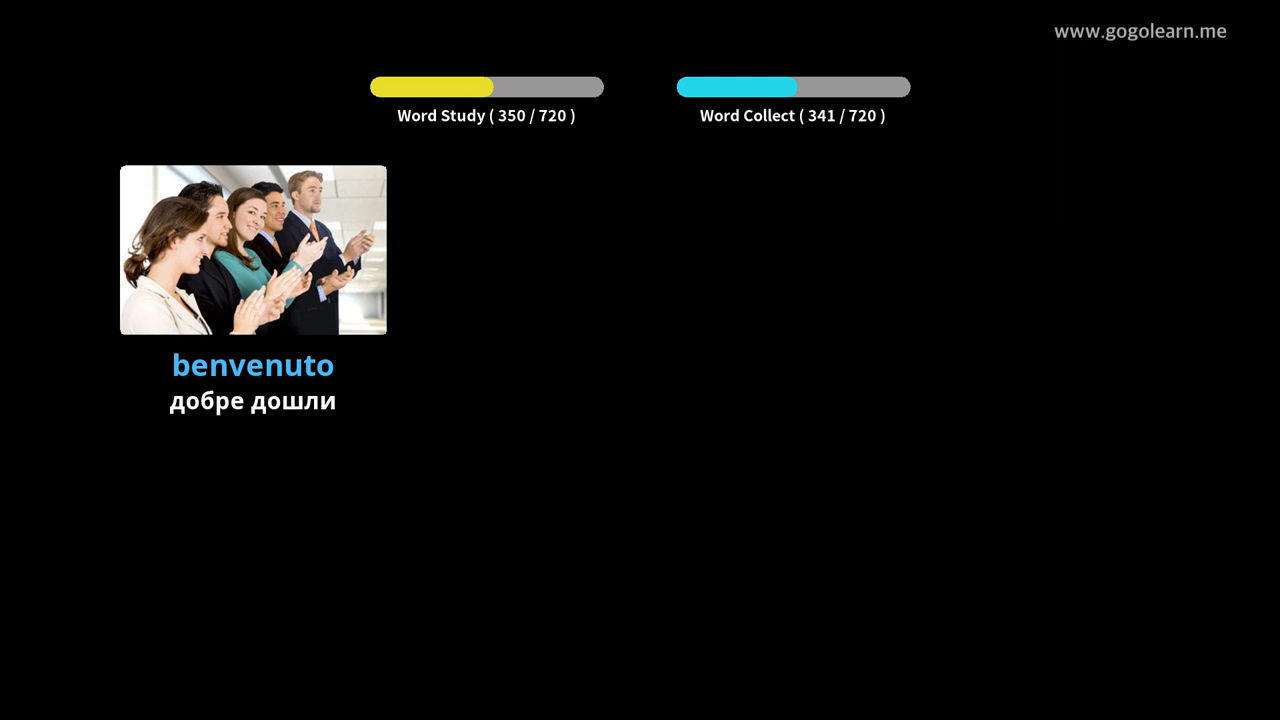 www.gogolearn.me
Word Study ( 350 / 720 )
Word Collect ( 341 / 720 )
benvenuto
добре дошли